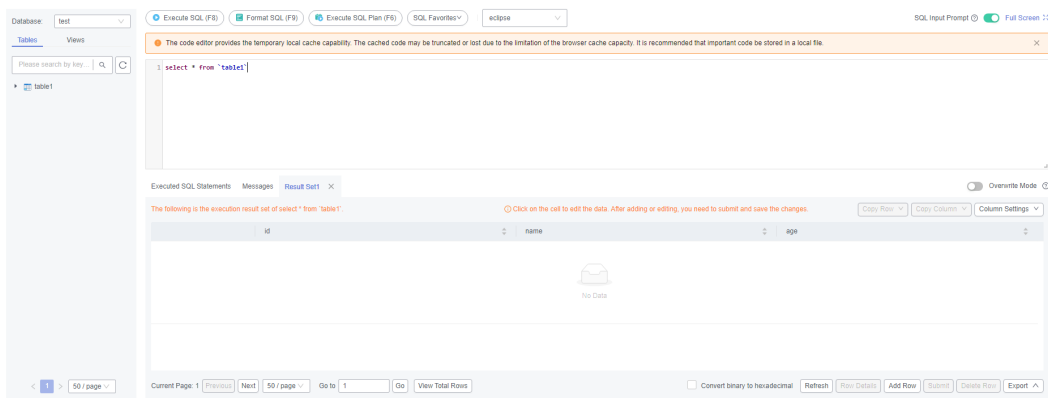 Database: test
Execute SQL (F8) Format SQL (F9) Execute SQL Plan (F6) SQL Favorites eclipse SQL Input Prompt Full Screen
Tables Views
The code editor provides the temporary local cache capability. The cached code may be truncated or lost due to the limitation of the browser cache capacity. It is recommended that important code be stored in a local file.
Please search by key...
1 select * from `table1`
table1
Executed SQL Statements Messages Result Set1 Overwrite Mode
The following is the execution result set of select * from `table1` Click on the cell to edit the data. After adding or editing, you need to submit and save the changes. Copy Row Copy Column Column Settings
id name age
No Data
< 1 > 50 / page Current Page: 1 Previous Next 50 / page Go to 1 Go View Total Rows Convert binary to hexadecimal Refresh Row Details Add Row Submit Delete Row Export